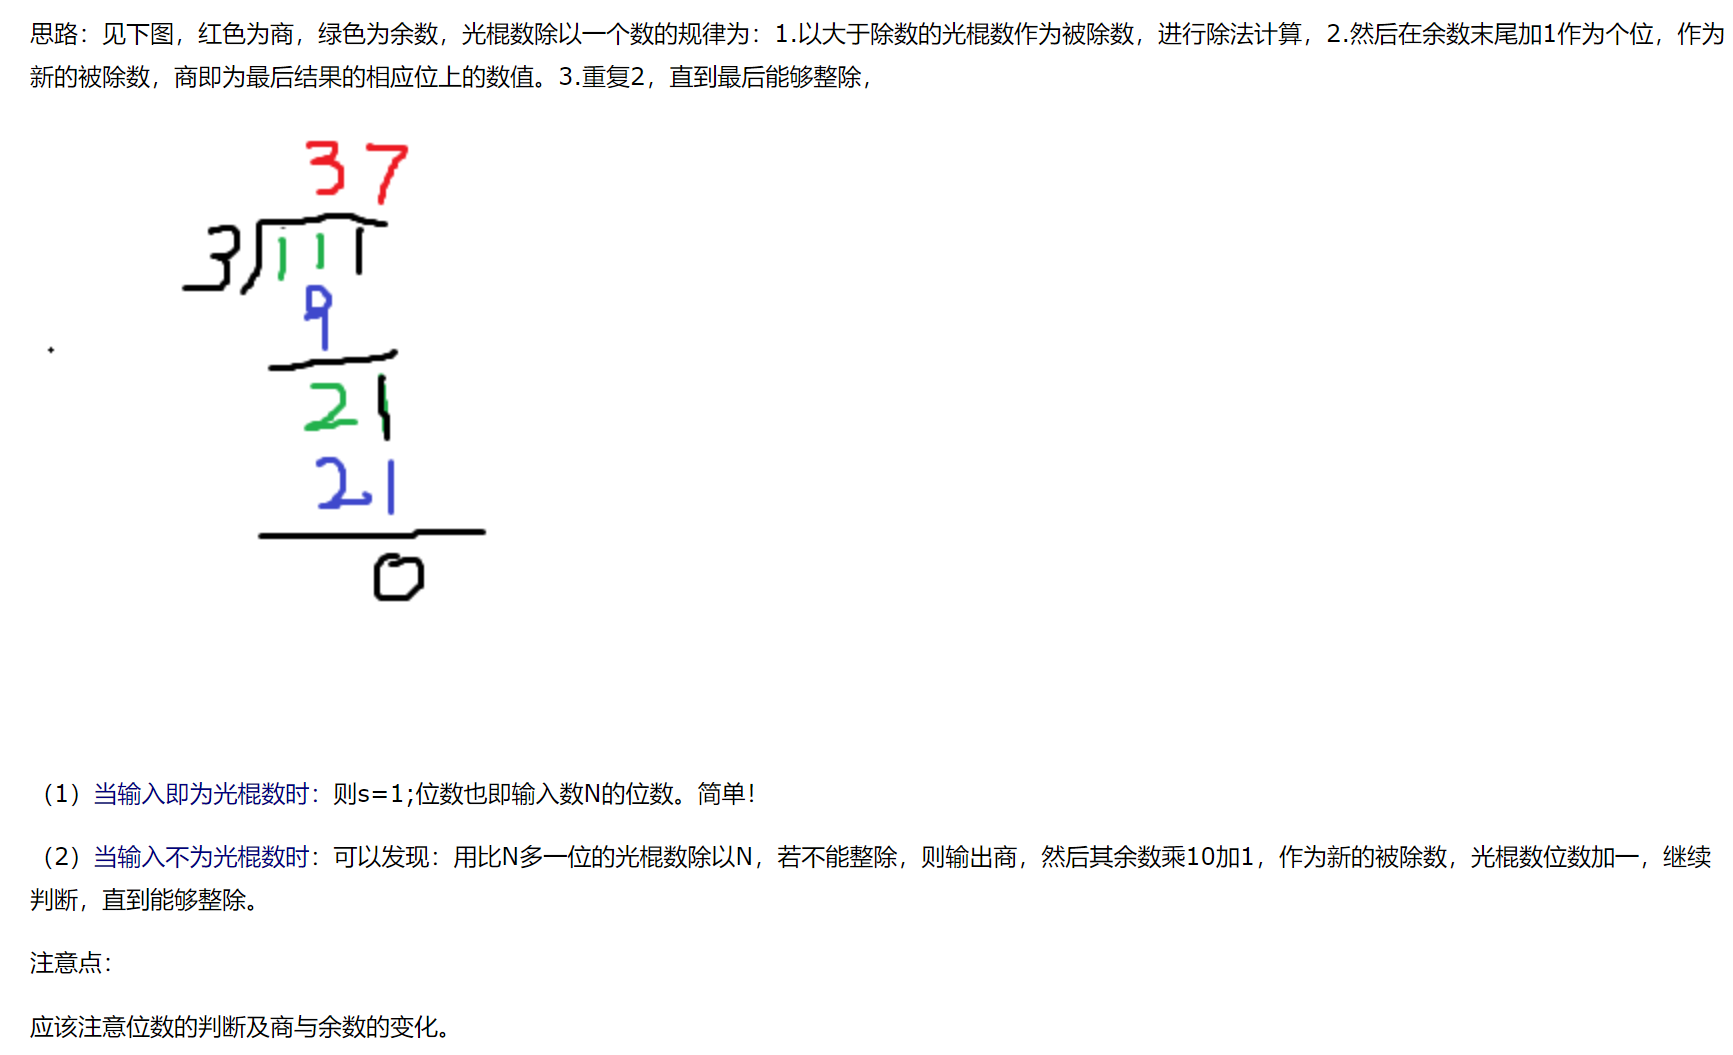 思路：见下图，红色为商，绿色为余数，光棍数除以一个数的规律为：1.以大于除数的光棍数作为被除数，进行除法计算，2.然后在余数末尾加1作为个位，作为
新的被除数，商即为最后结果的相应位上的数值。3.重复2，直到最后能够整除，
37
3 111
9
21
21
0
（1）当输入即为光棍数时：则s=1;位数也即输入数N的位数。简单！
（2）当输入不为光棍数时：可以发现：用比N多一位的光棍数除以N，若不能整除，则输出商，然后其余数乘10加1，作为新的被除数，光棍数位数加一，继续
判断，直到能够整除。
注意点：
应该注意位数的判断及商与余数的变化。